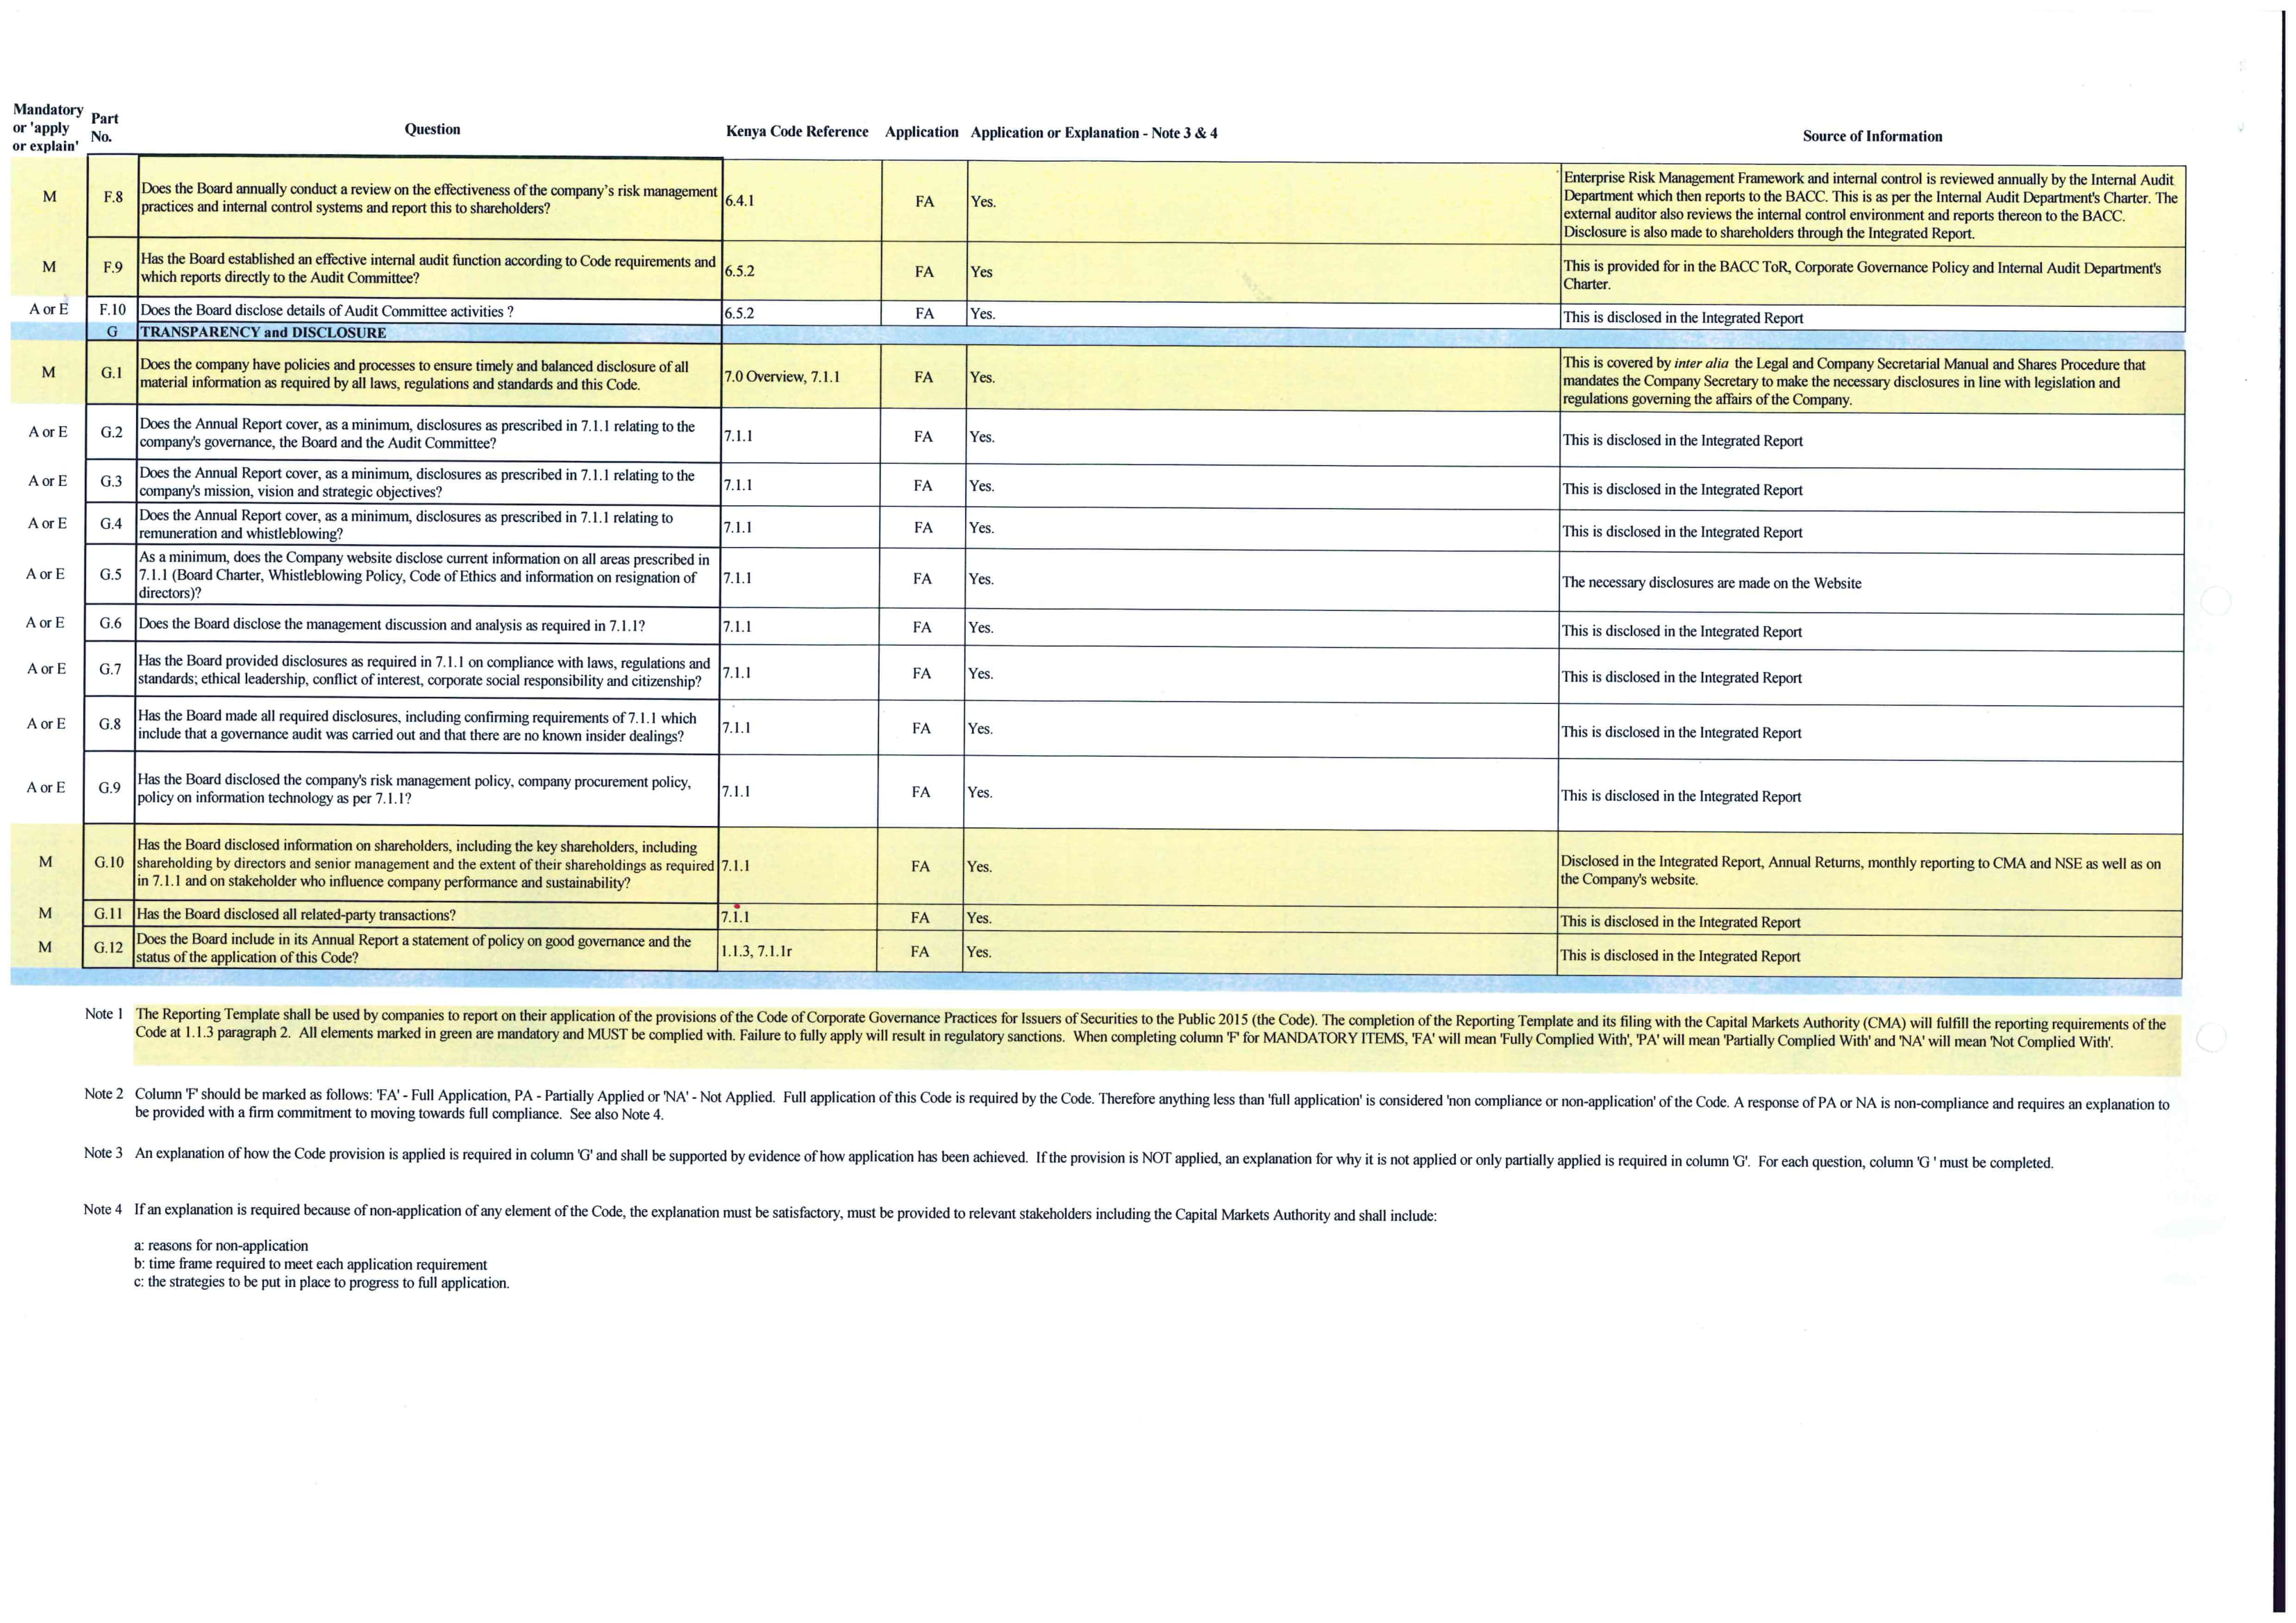 Mandatory
or 'apply
or explain'
Part
No.
Question
Kenya Code Reference
Application
Application or Explanation - Note 3 & 4
Source of Information
M
F.8
Does the Board annually conduct a review on the effectiveness of the company's risk management
practices and internal control systems and report this to shareholders?
6.4.1
FA
Yes.
Enterprise Risk Management Framework and internal control is reviewed annually by the Internal Audit
Department which then reports to the BACC. This is as per the Internal Audit Department's Charter. The
external auditor also reviews the internal control environment and reports thereon to the BACC.
Disclosure is also made to shareholders through the Integrated Report.
M
F.9
Has the Board established an effective internal audit function according to Code requirements and
which reports directly to the Audit Committee?
6.5.2
FA
Yes
This is provided for in the BACC ToR, Corporate Governance Policy and Internal Audit Department's
Charter.
A or E
F.10
Does the Board disclose details of Audit Committee activities ?
6.5.2
FA
Yes.
This is disclosed in the Integrated Report
G
TRANSPARENCY and DISCLOSURE
M
G.1
Does the company have policies and processes to ensure timely and balanced disclosure of all
material information as required by all laws, regulations and standards and this Code.
7.0 Overview, 7.1.1
FA
Yes.
This is covered by inter alia the Legal and Company Secretarial Manual and Shares Procedure that
mandates the Company Secretary to make the necessary disclosures in line with legislation and
regulations governing the affairs of the Company.
A or E
G.2
Does the Annual Report cover, as a minimum, disclosures as prescribed in 7.1.1 relating to the
company's governance, the Board and the Audit Committee?
7.1.1
FA
Yes.
This is disclosed in the Integrated Report
A or E
G.3
Does the Annual Report cover, as a minimum, disclosures as prescribed in 7.1.1 relating to the
company's mission, vision and strategic objectives?
7.1.1
FA
Yes.
This is disclosed in the Integrated Report
A or E
G.4
Does the Annual Report cover, as a minimum, disclosures as prescribed in 7.1.1 relating to
remuneration and whistleblowing?
7.1.1
FA
Yes.
This is disclosed in the Integrated Report
A or E
G.5
As a minimum, does the Company website disclose current information on all areas prescribed in
7.1.1 (Board Charter, Whistleblowing Policy, Code of Ethics and information on resignation of
directors)?
7.1.1
FA
Yes.
The necessary disclosures are made on the Website
A or E
G.6
Does the Board disclose the management discussion and analysis as required in 7.1.1?
7.1.1
FA
Yes.
This is disclosed in the Integrated Report
A or E
G.7
Has the Board provided disclosures as required in 7.1.1 on compliance with laws, regulations and
standards; ethical leadership, conflict of interest, corporate social responsibility and citizenship?
7.1.1
FA
Yes.
This is disclosed in the Integrated Report
A or E
G.8
Has the Board made all required disclosures, including confirming requirements of 7.1.1 which
include that a governance audit was carried out and that there are no known insider dealings?
7.1.1
FA
Yes.
This is disclosed in the Integrated Report
A or E
G.9
Has the Board disclosed the company's risk management policy, company procurement policy,
policy on information technology as per 7.1.1?
7.1.1
FA
Yes.
This is disclosed in the Integrated Report
M
G.10
Has the Board disclosed information on shareholders, including the key shareholders, including
shareholding by directors and senior management and the extent of their shareholdings as required
in 7.1.1 and on stakeholder who influence company performance and sustainability?
7.1.1
FA
Yes.
Disclosed in the Integrated Report, Annual Returns, monthly reporting to CMA and NSE as well as on
the Company's website.
M
G.11
Has the Board disclosed all related-party transactions?
7.1.1
FA
Yes.
This is disclosed in the Integrated Report
M
G.12
Does the Board include in its Annual Report a statement of policy on good governance and the
status of the application of this Code?
1.1.3, 7.1.1r
FA
Yes.
This is disclosed in the Integrated Report
Note 1 The Reporting Template shall be used by companies to report on their application of the provisions of the Code of Corporate Governance Practices for Issuers of Securities to the Public 2015 (the Code). The completion of the Reporting Template and its filing with the Capital Markets Authority (CMA) will fulfill the reporting requirements of the
Code at 1.1.3 paragraph 2. All elements marked in green are mandatory and MUST be complied with. Failure to fully apply will result in regulatory sanctions. When completing column 'F' for MANDATORY ITEMS, 'FA' will mean 'Fully Complied With', 'PA' will mean 'Partially Complied With' and 'NA' will mean 'Not Complied With'.
Note 2 Column 'F' should be marked as follows: 'FA' - Full Application, PA - Partially Applied or 'NA' - Not Applied. Full application of this Code is required by the Code. Therefore anything less than 'full application' is considered 'non compliance or non-application' of the Code. A response of PA or NA is non-compliance and requires an explanation to
be provided with a firm commitment to moving towards full compliance. See also Note 4.
Note 3 An explanation of how the Code provision is applied is required in column 'G' and shall be supported by evidence of how application has been achieved. If the provision is NOT applied, an explanation for why it is not applied or only partially applied is required in column 'G'. For each question, column 'G ' must be completed.
Note 4 If an explanation is required because of non-application of any element of the Code, the explanation must be satisfactory, must be provided to relevant stakeholders including the Capital Markets Authority and shall include:
a: reasons for non-application
b: time frame required to meet each application requirement
c: the strategies to be put in place to progress to full application.